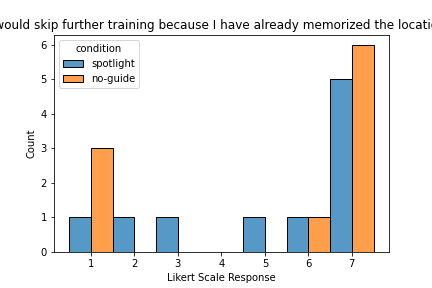 would skip further training because I have already memorized the locatio
condition
spotlight
no-guide
6
5
4
3
2
1
0
Count
1 2 3 4 5 6 7
Likert Scale Response